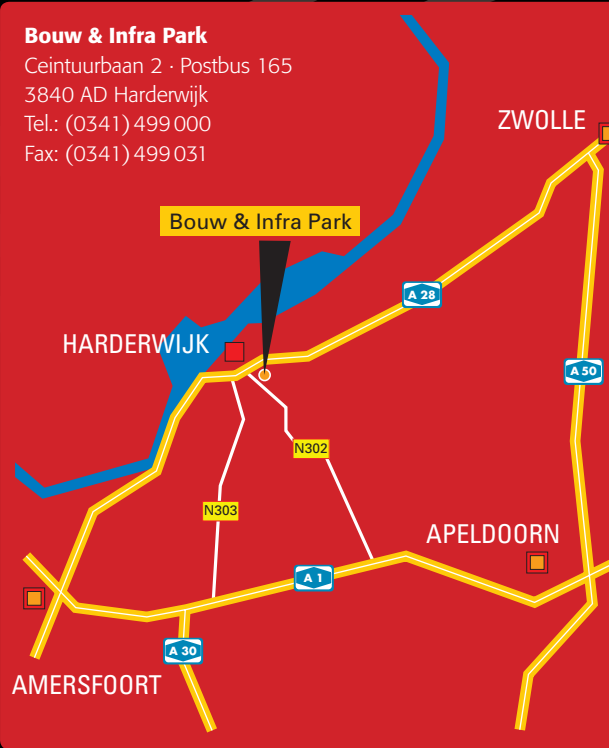 Bouw & Infra Park
Ceintuurbaan 2 · Postbus 165
3840 AD Harderwijk
Tel.: (0341) 499 000
Fax: (0341) 499 031
ZWOLLE
Bouw & Infra Park
A 28
HARDERWIJK
A 50
N302
N303
APELDOORN
A 1
A 30
AMERSFOORT